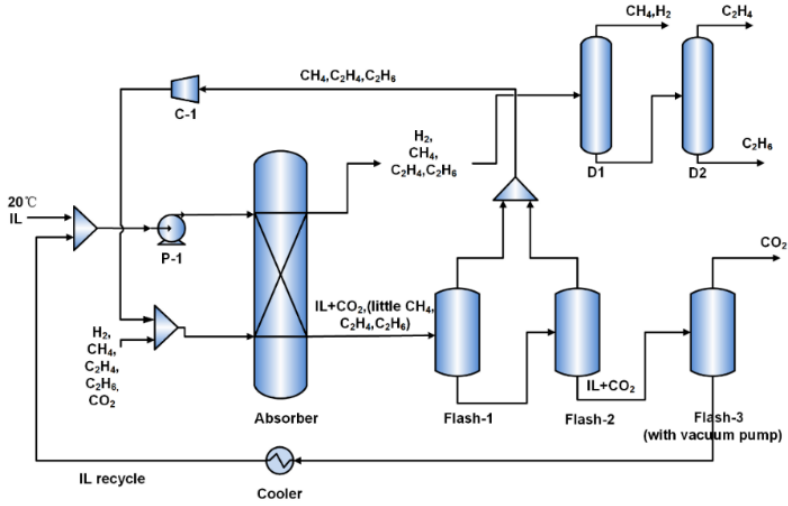 CH₄,H₂
C₂H₄
CH₄,C₂H₄,C₂H₆
C-1
H₂,
CH₄,
C₂H₄,C₂H₆
C₂H₆
D1
D2
20℃
IL
P-1
CO₂
IL+CO₂,(little CH₄,
C₂H₄,C₂H₆)
H₂,
CH₄,
C₂H₄,
C₂H₆,
CO₂
IL+CO₂
Absorber
Flash-1
Flash-2
Flash-3
(with vacuum pump)
IL recycle
Cooler